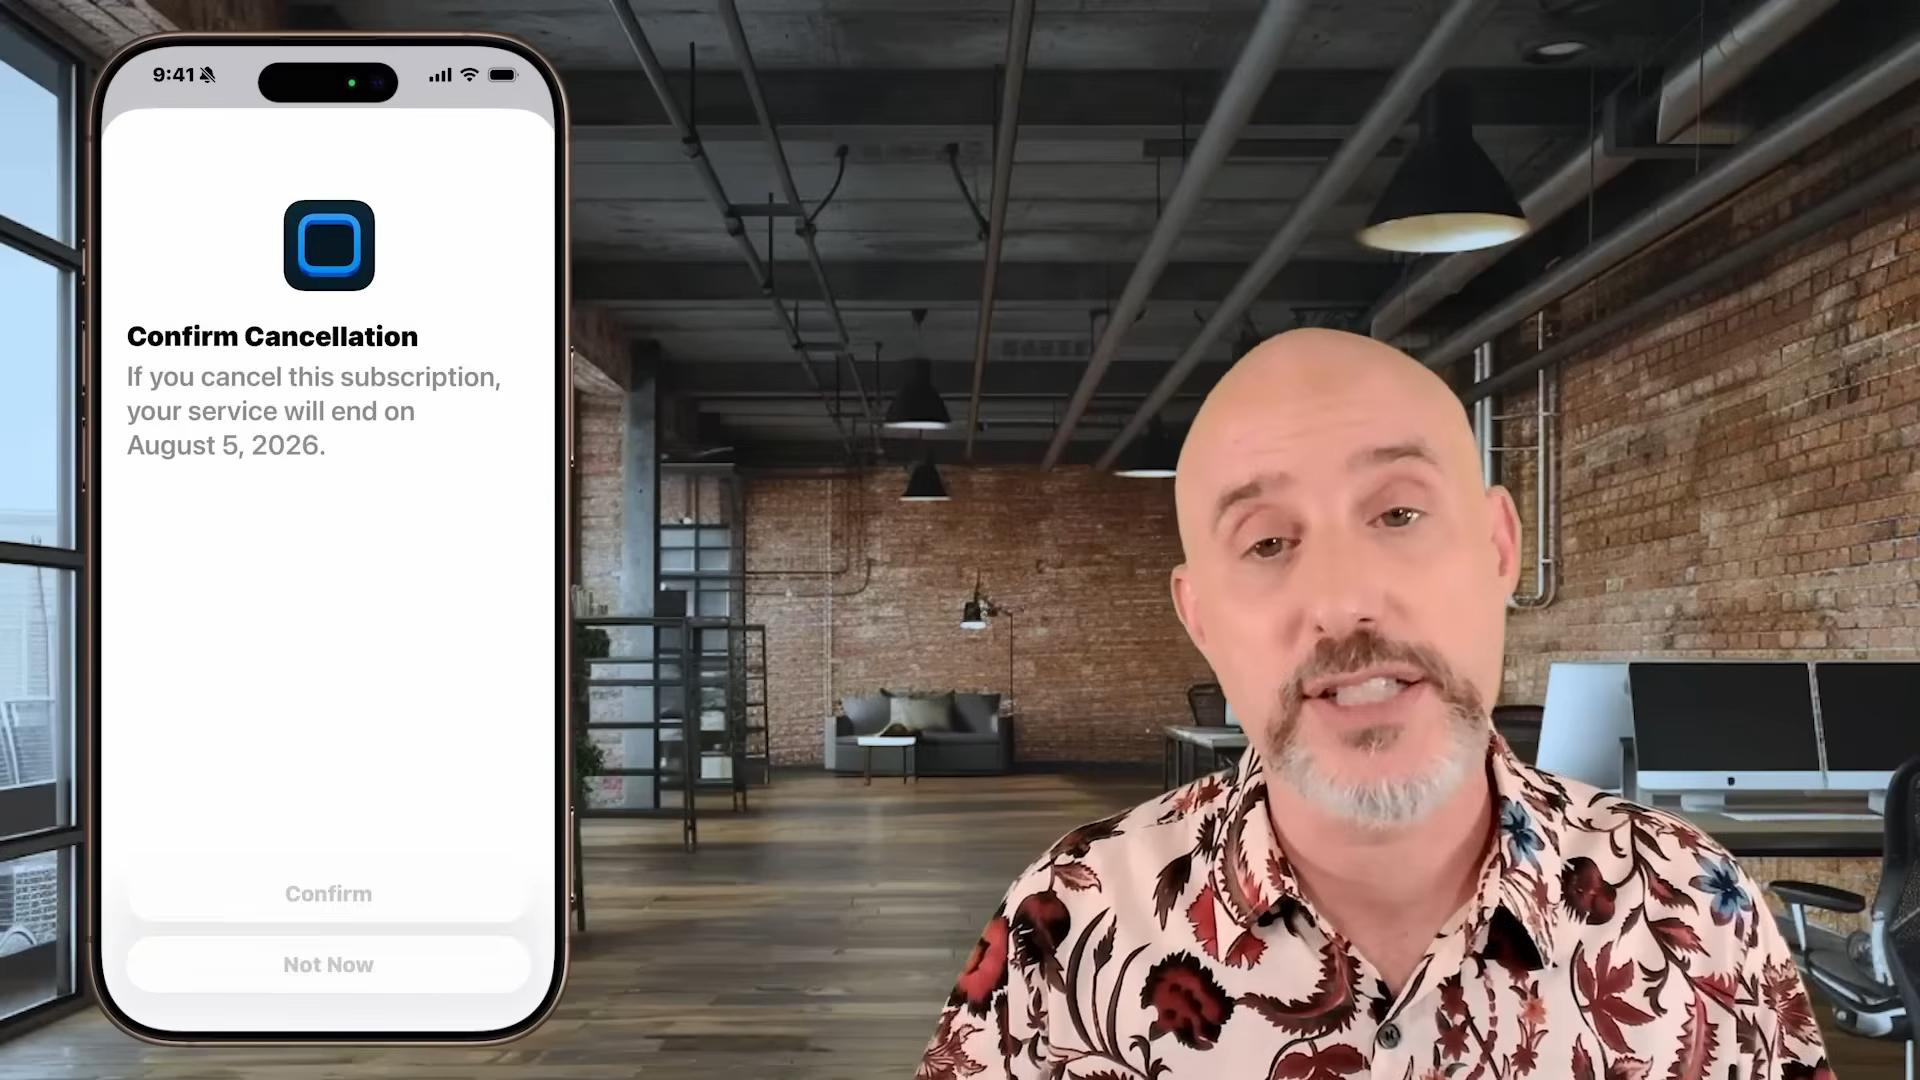 9:41
Confirm Cancellation
If you cancel this subscription,
your service will end on
August 5, 2026.
Confirm
Not Now